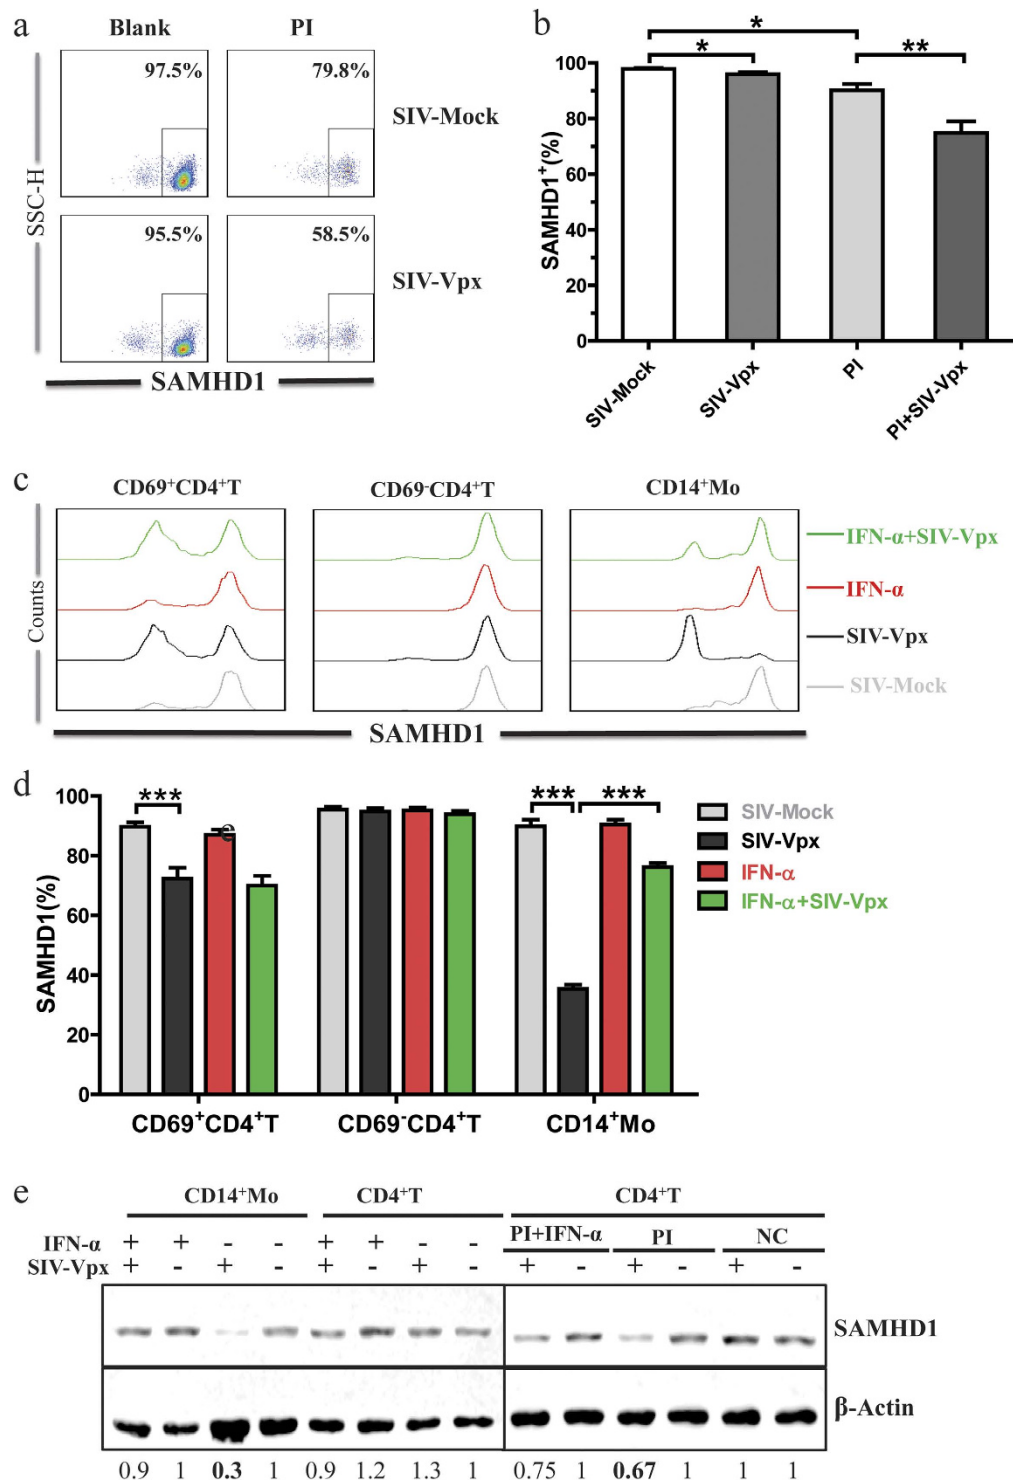 a
Blank PI
97.5% 79.8%
SIV-Mock
95.5% 58.5%
SIV-Vpx
SSC-H
SAMHD1
b
* 
* **
100
80
60
40
20
0
SAMHD1+(%)
SIV-Mock SIV-Vpx PI PI+SIV-Vpx
c
CD69+CD4+T CD69-CD4+T CD14+Mo
IFN-α+SIV-Vpx
IFN-α
SIV-Vpx
SIV-Mock
Counts
SAMHD1
d
*** *** ***
100
80
60
40
20
0
SAMHD1(%)
SIV-Mock
SIV-Vpx
IFN-α
IFN-α+SIV-Vpx
CD69+CD4+T CD69-CD4+T CD14+Mo
e
CD14+Mo CD4+T CD4+T
PI+IFN-α PI NC
IFN-α + + - - + + - -
SIV-Vpx + - + - + - + - + - + - + -
SAMHD1
β-Actin
0.9 1 0.3 1 0.9 1.2 1.3 1 0.75 1 0.67 1 1 1